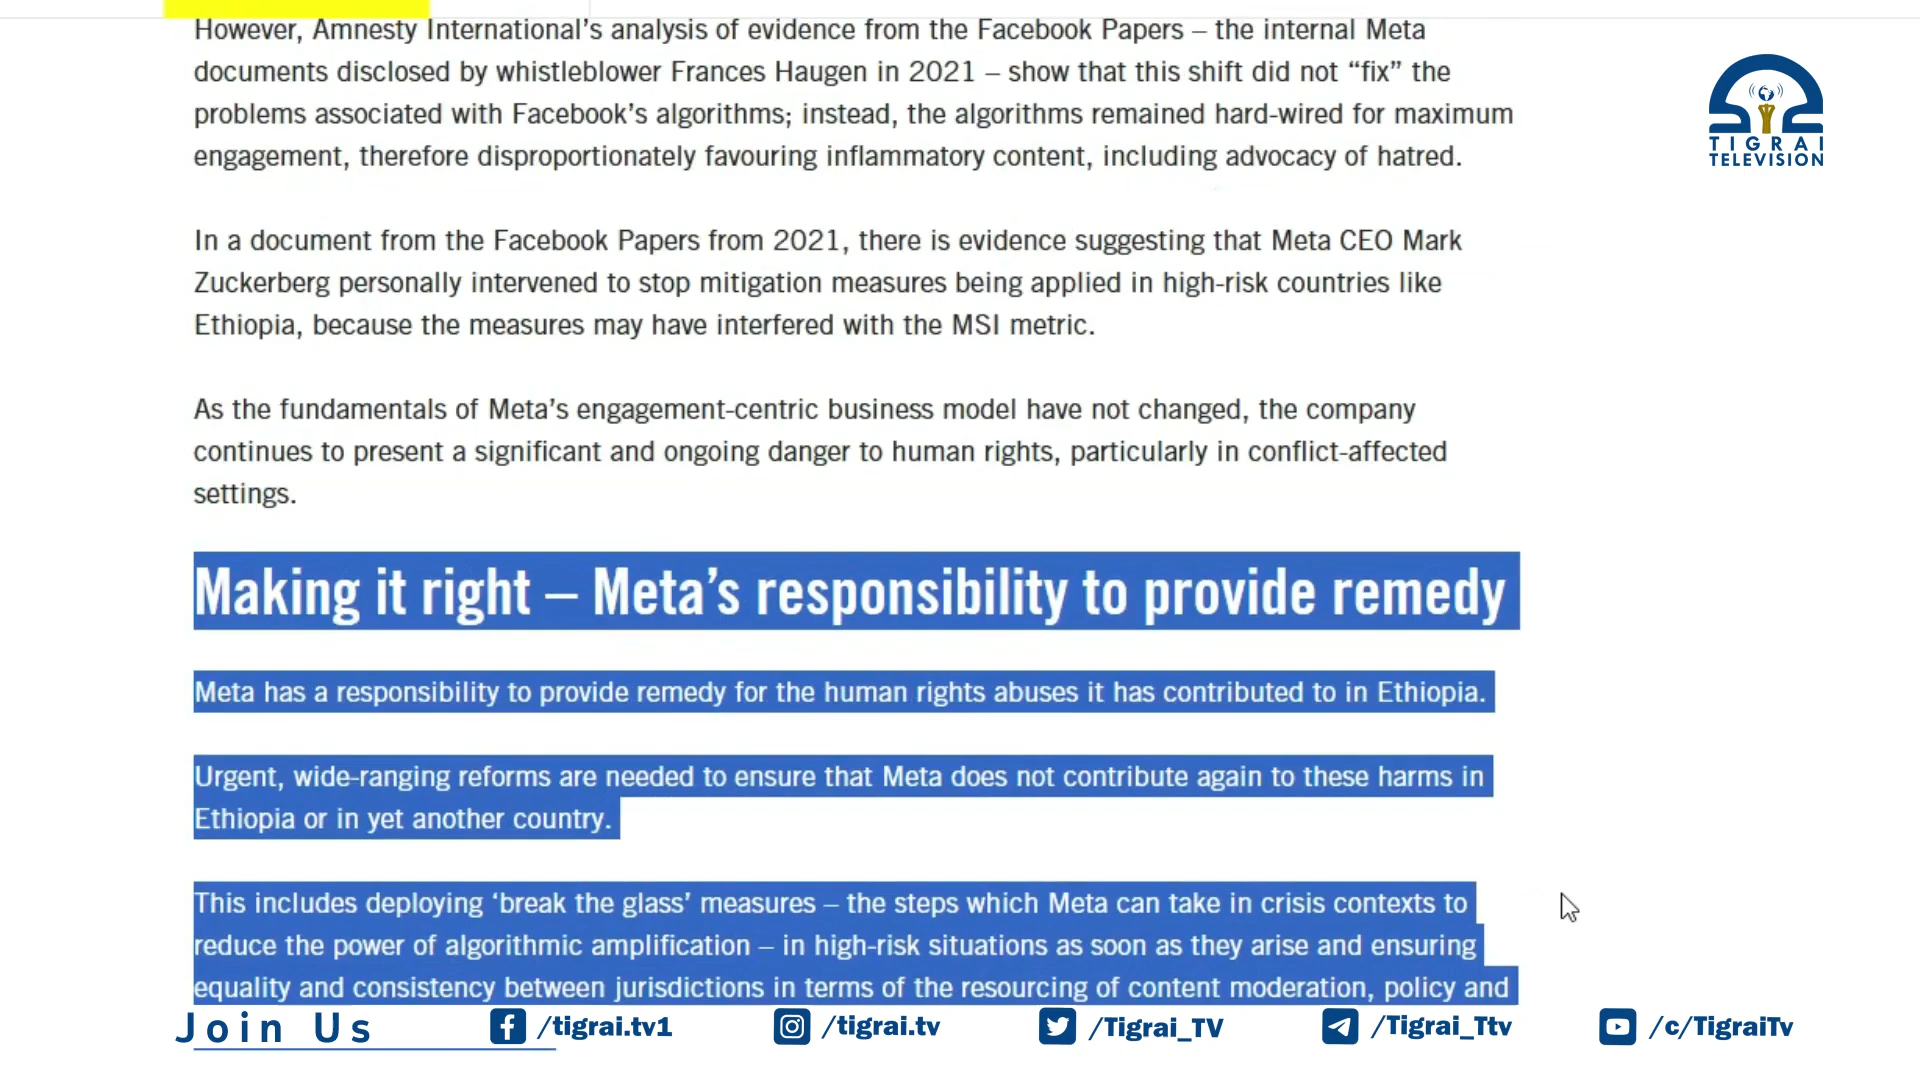 However, Amnesty International’s analysis of evidence from the Facebook Papers – the internal Meta
documents disclosed by whistleblower Frances Haugen in 2021 – show that this shift did not “fix” the
problems associated with Facebook’s algorithms; instead, the algorithms remained hard-wired for maximum
engagement, therefore disproportionately favouring inflammatory content, including advocacy of hatred.
In a document from the Facebook Papers from 2021, there is evidence suggesting that Meta CEO Mark
Zuckerberg personally intervened to stop mitigation measures being applied in high-risk countries like
Ethiopia, because the measures may have interfered with the MSI metric.
As the fundamentals of Meta’s engagement-centric business model have not changed, the company
continues to present a significant and ongoing danger to human rights, particularly in conflict-affected
settings.
Making it right – Meta’s responsibility to provide remedy
Meta has a responsibility to provide remedy for the human rights abuses it has contributed to in Ethiopia.
Urgent, wide-ranging reforms are needed to ensure that Meta does not contribute again to these harms in
Ethiopia or in yet another country.
This includes deploying ‘break the glass’ measures – the steps which Meta can take in crisis contexts to
reduce the power of algorithmic amplification – in high-risk situations as soon as they arise and ensuring
equality and consistency between jurisdictions in terms of the resourcing of content moderation, policy and
TIGRAI
TELEVISION
Join Us
/tigrai.tv1
/tigrai.tv
/Tigrai_TV
/Tigrai_Ttv
/c/TigraiTv